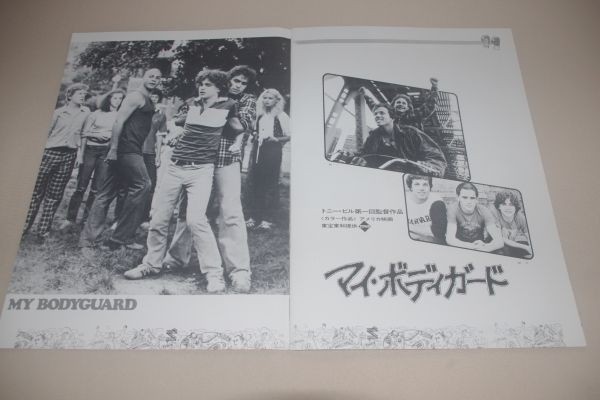 MY BODYGUARD
トニー・ビル第一回監督作品
〈カラー作品〉アメリカ映画
東宝東和提供
マイ・ボディガード